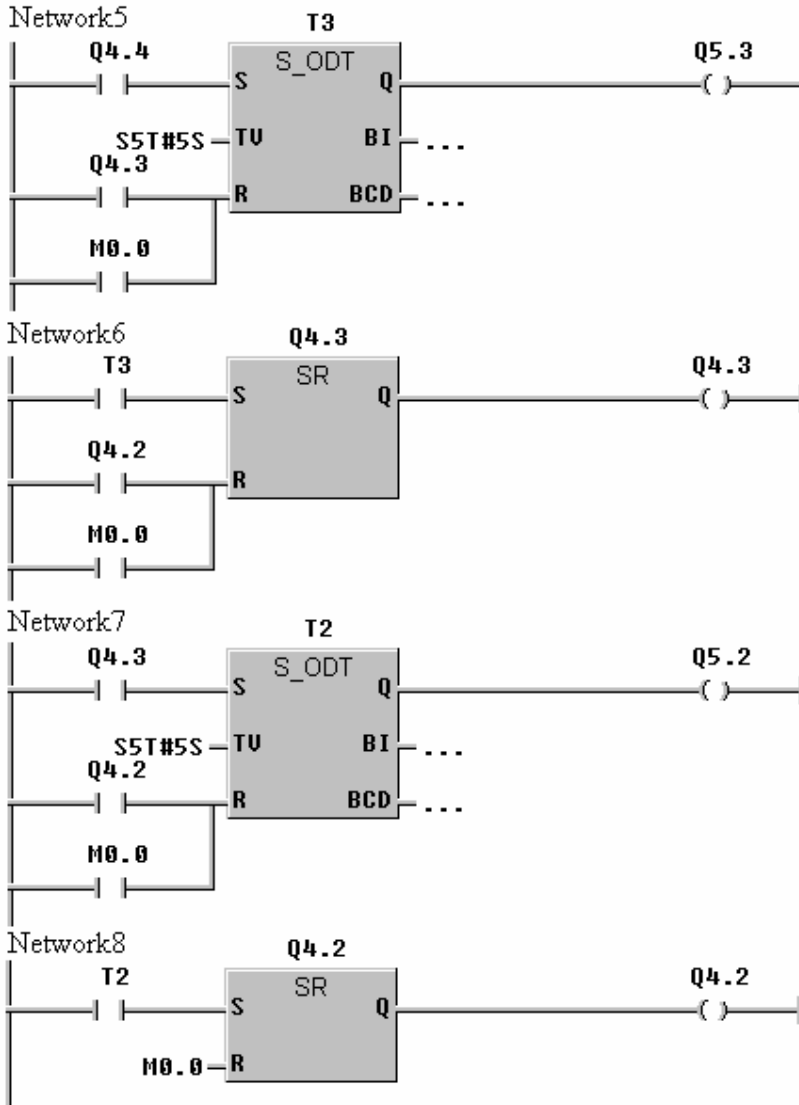 Network5
T3
Q4.4
S_ODT
Q5.3
S
Q
S5T#5S
TV
BI
...
Q4.3
R
BCD
...
M0.0
Network6
Q4.3
T3
SR
Q4.3
S
Q
Q4.2
R
M0.0
Network7
T2
Q4.3
S_ODT
Q5.2
S
Q
S5T#5S
TV
BI
...
Q4.2
R
BCD
...
M0.0
Network8
Q4.2
T2
SR
Q4.2
S
Q
M0.0
R